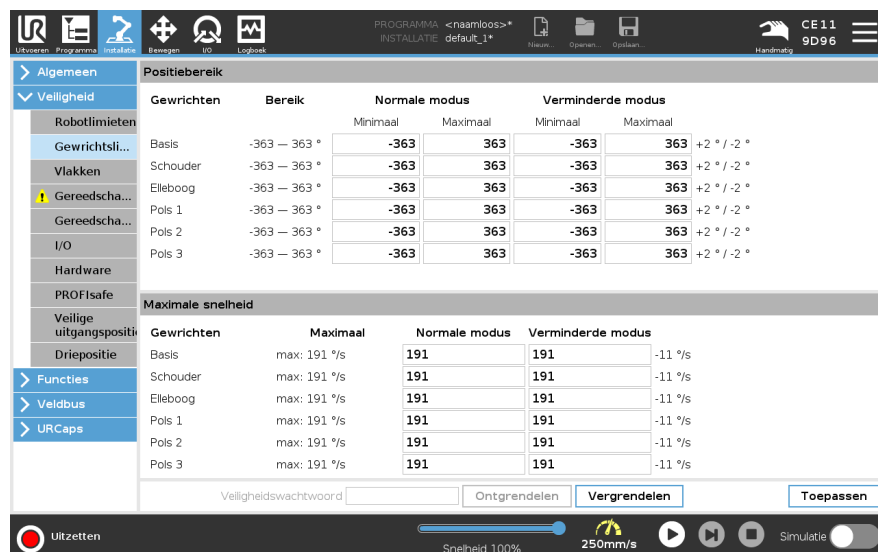 PROGRAMMA <naamloos>*
INSTALLATIE default_1*
CE11
9D96
Uitvoeren Programma Installatie Bewegen I/O Logboek Nieuw... Openen... Opslaan... Handmatig
Algemeen
Veiligheid
Robotlimieten
Gewrichtsli...
Vlakken
Gereedscha...
Gereedscha...
I/O
Hardware
PROFIsafe
Veilige
uitgangspositi
Driepositie
Functies
Veldbus
URCaps
Positiebereik
Gewrichten Bereik Normale modus Verminderde modus
Minimaal Maximaal Minimaal Maximaal
Basis -363 — 363 ° -363 363 -363 363 +2 ° / -2 °
Schouder -363 — 363 ° -363 363 -363 363 +2 ° / -2 °
Elleboog -363 — 363 ° -363 363 -363 363 +2 ° / -2 °
Pols 1 -363 — 363 ° -363 363 -363 363 +2 ° / -2 °
Pols 2 -363 — 363 ° -363 363 -363 363 +2 ° / -2 °
Pols 3 -363 — 363 ° -363 363 -363 363 +2 ° / -2 °
Maximale snelheid
Gewrichten Maximaal Normale modus Verminderde modus
Basis max: 191 °/s 191 191 -11 °/s
Schouder max: 191 °/s 191 191 -11 °/s
Elleboog max: 191 °/s 191 191 -11 °/s
Pols 1 max: 191 °/s 191 191 -11 °/s
Pols 2 max: 191 °/s 191 191 -11 °/s
Pols 3 max: 191 °/s 191 191 -11 °/s
Veiligheidswachtwoord Ontgrendelen Vergrendelen Toepassen
Uitzetten
Snelheid 100%
250mm/s
Simulatie